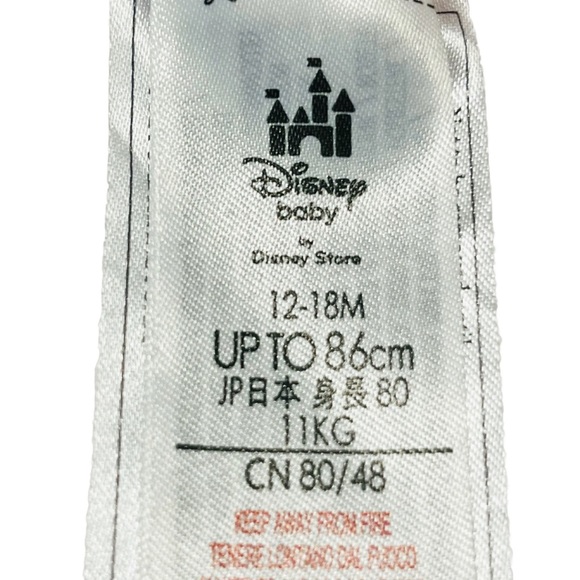 Disney
baby
by
Disney Store
12-18M
UP TO 86cm
JP日本 身長 80
11KG
CN 80/48
KEEP AWAY FROM FIRE
TENERE LONTANO DAL FUOCO